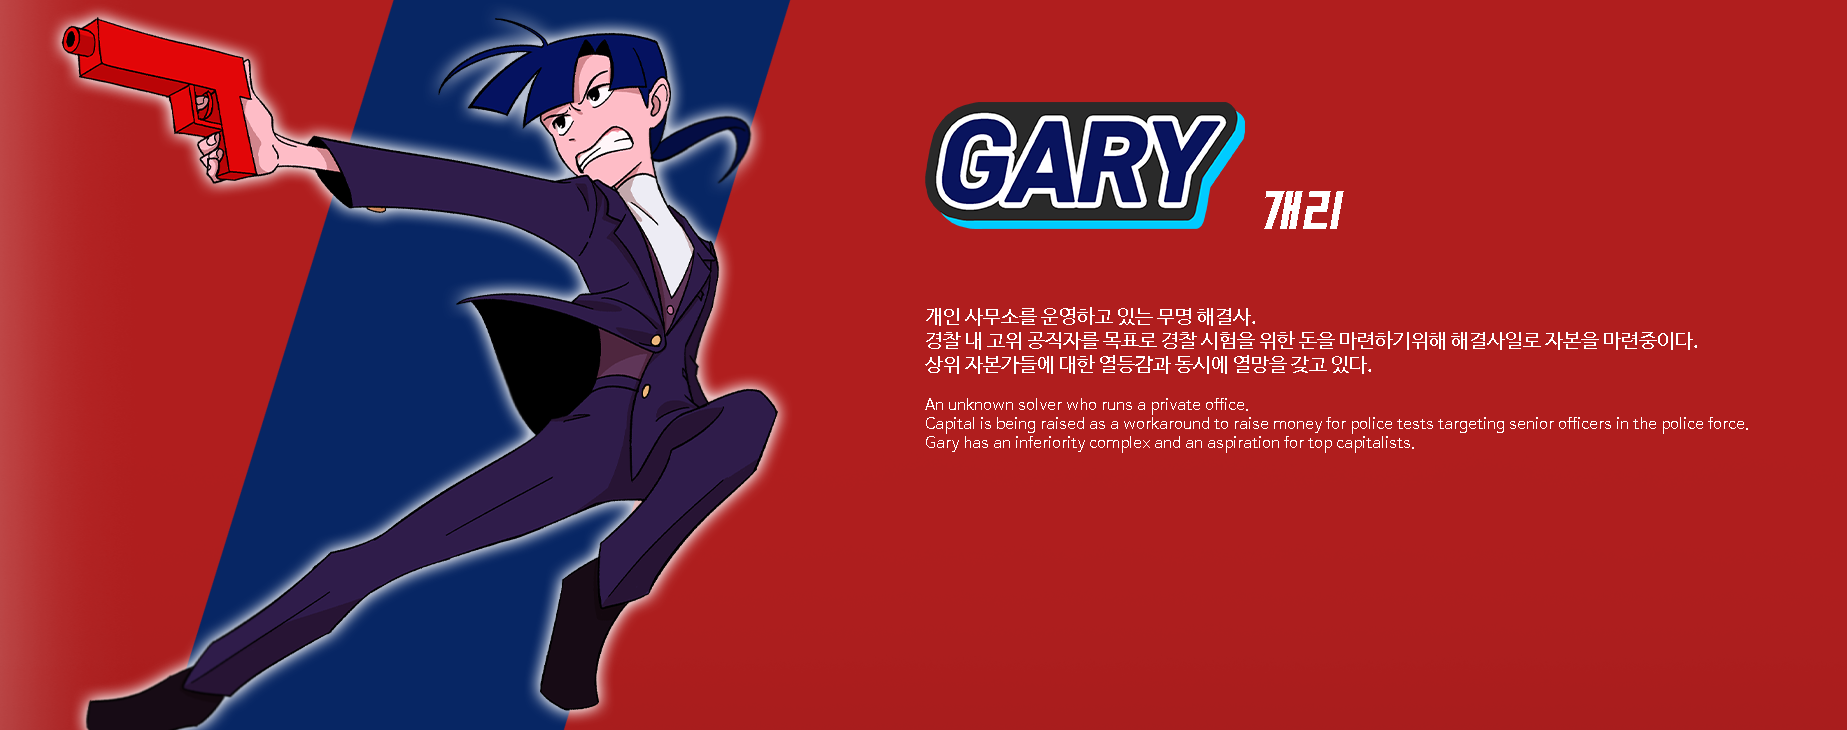 GARY
개리
개인 사무소를 운영하고 있는 무명 해결사.
경찰 내 고위 공직자를 목표로 경찰 시험을 위한 돈을 마련하기위해 해결사일로 자본을 마련중이다.
상위 자본가들에 대한 열등감과 동시에 열망을 갖고 있다.
An unknown solver who runs a private office.
Capital is being raised as a workaround to raise money for police tests targeting senior officers in the police force.
Gary has an inferiority complex and an aspiration for top capitalists.